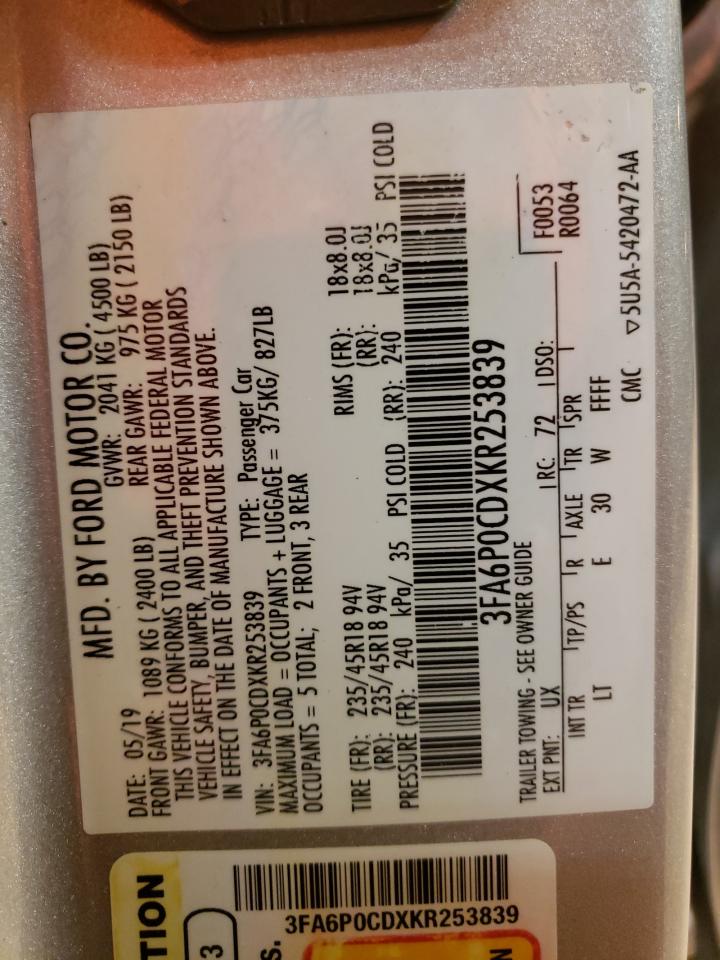 MFD. BY FORD MOTOR CO.
DATE: 05/19 GVWR: 2041 KG ( 4500 LB)
FRONT GAWR: 1089 KG ( 2400 LB) REAR GAWR: 975 KG ( 2150 LB)
THIS VEHICLE CONFORMS TO ALL APPLICABLE FEDERAL MOTOR
VEHICLE SAFETY, BUMPER, AND THEFT PREVENTION STANDARDS
IN EFFECT ON THE DATE OF MANUFACTURE SHOWN ABOVE.
VIN: 3FA6P0CDXKR253839 TYPE: Passenger Car
MAXIMUM LOAD = OCCUPANTS + LUGGAGE = 375KG/ 827LB
OCCUPANTS = 5 TOTAL; 2 FRONT, 3 REAR
TIRE (FR): 235/45R18 94V RIMS (FR): 18x8.0J
(RR): 235/45R18 94V (RR): 18x8.0J
PRESSURE (FR): 240 kPa/ 35 PSI COLD (RR): 240 kPa/ 35 PSI COLD
3FA6P0CDXKR253839
TRAILER TOWING - SEE OWNER GUIDE F0053
EXT PNT: UX RC: 72 DSO: R0064
INT TR TP/PS R AXLE TR SPR
LT E 30 W FFFF
CMC ▽5U5A-5420472-AA
TION
3
3FA6P0CDXKR253839
S.
N